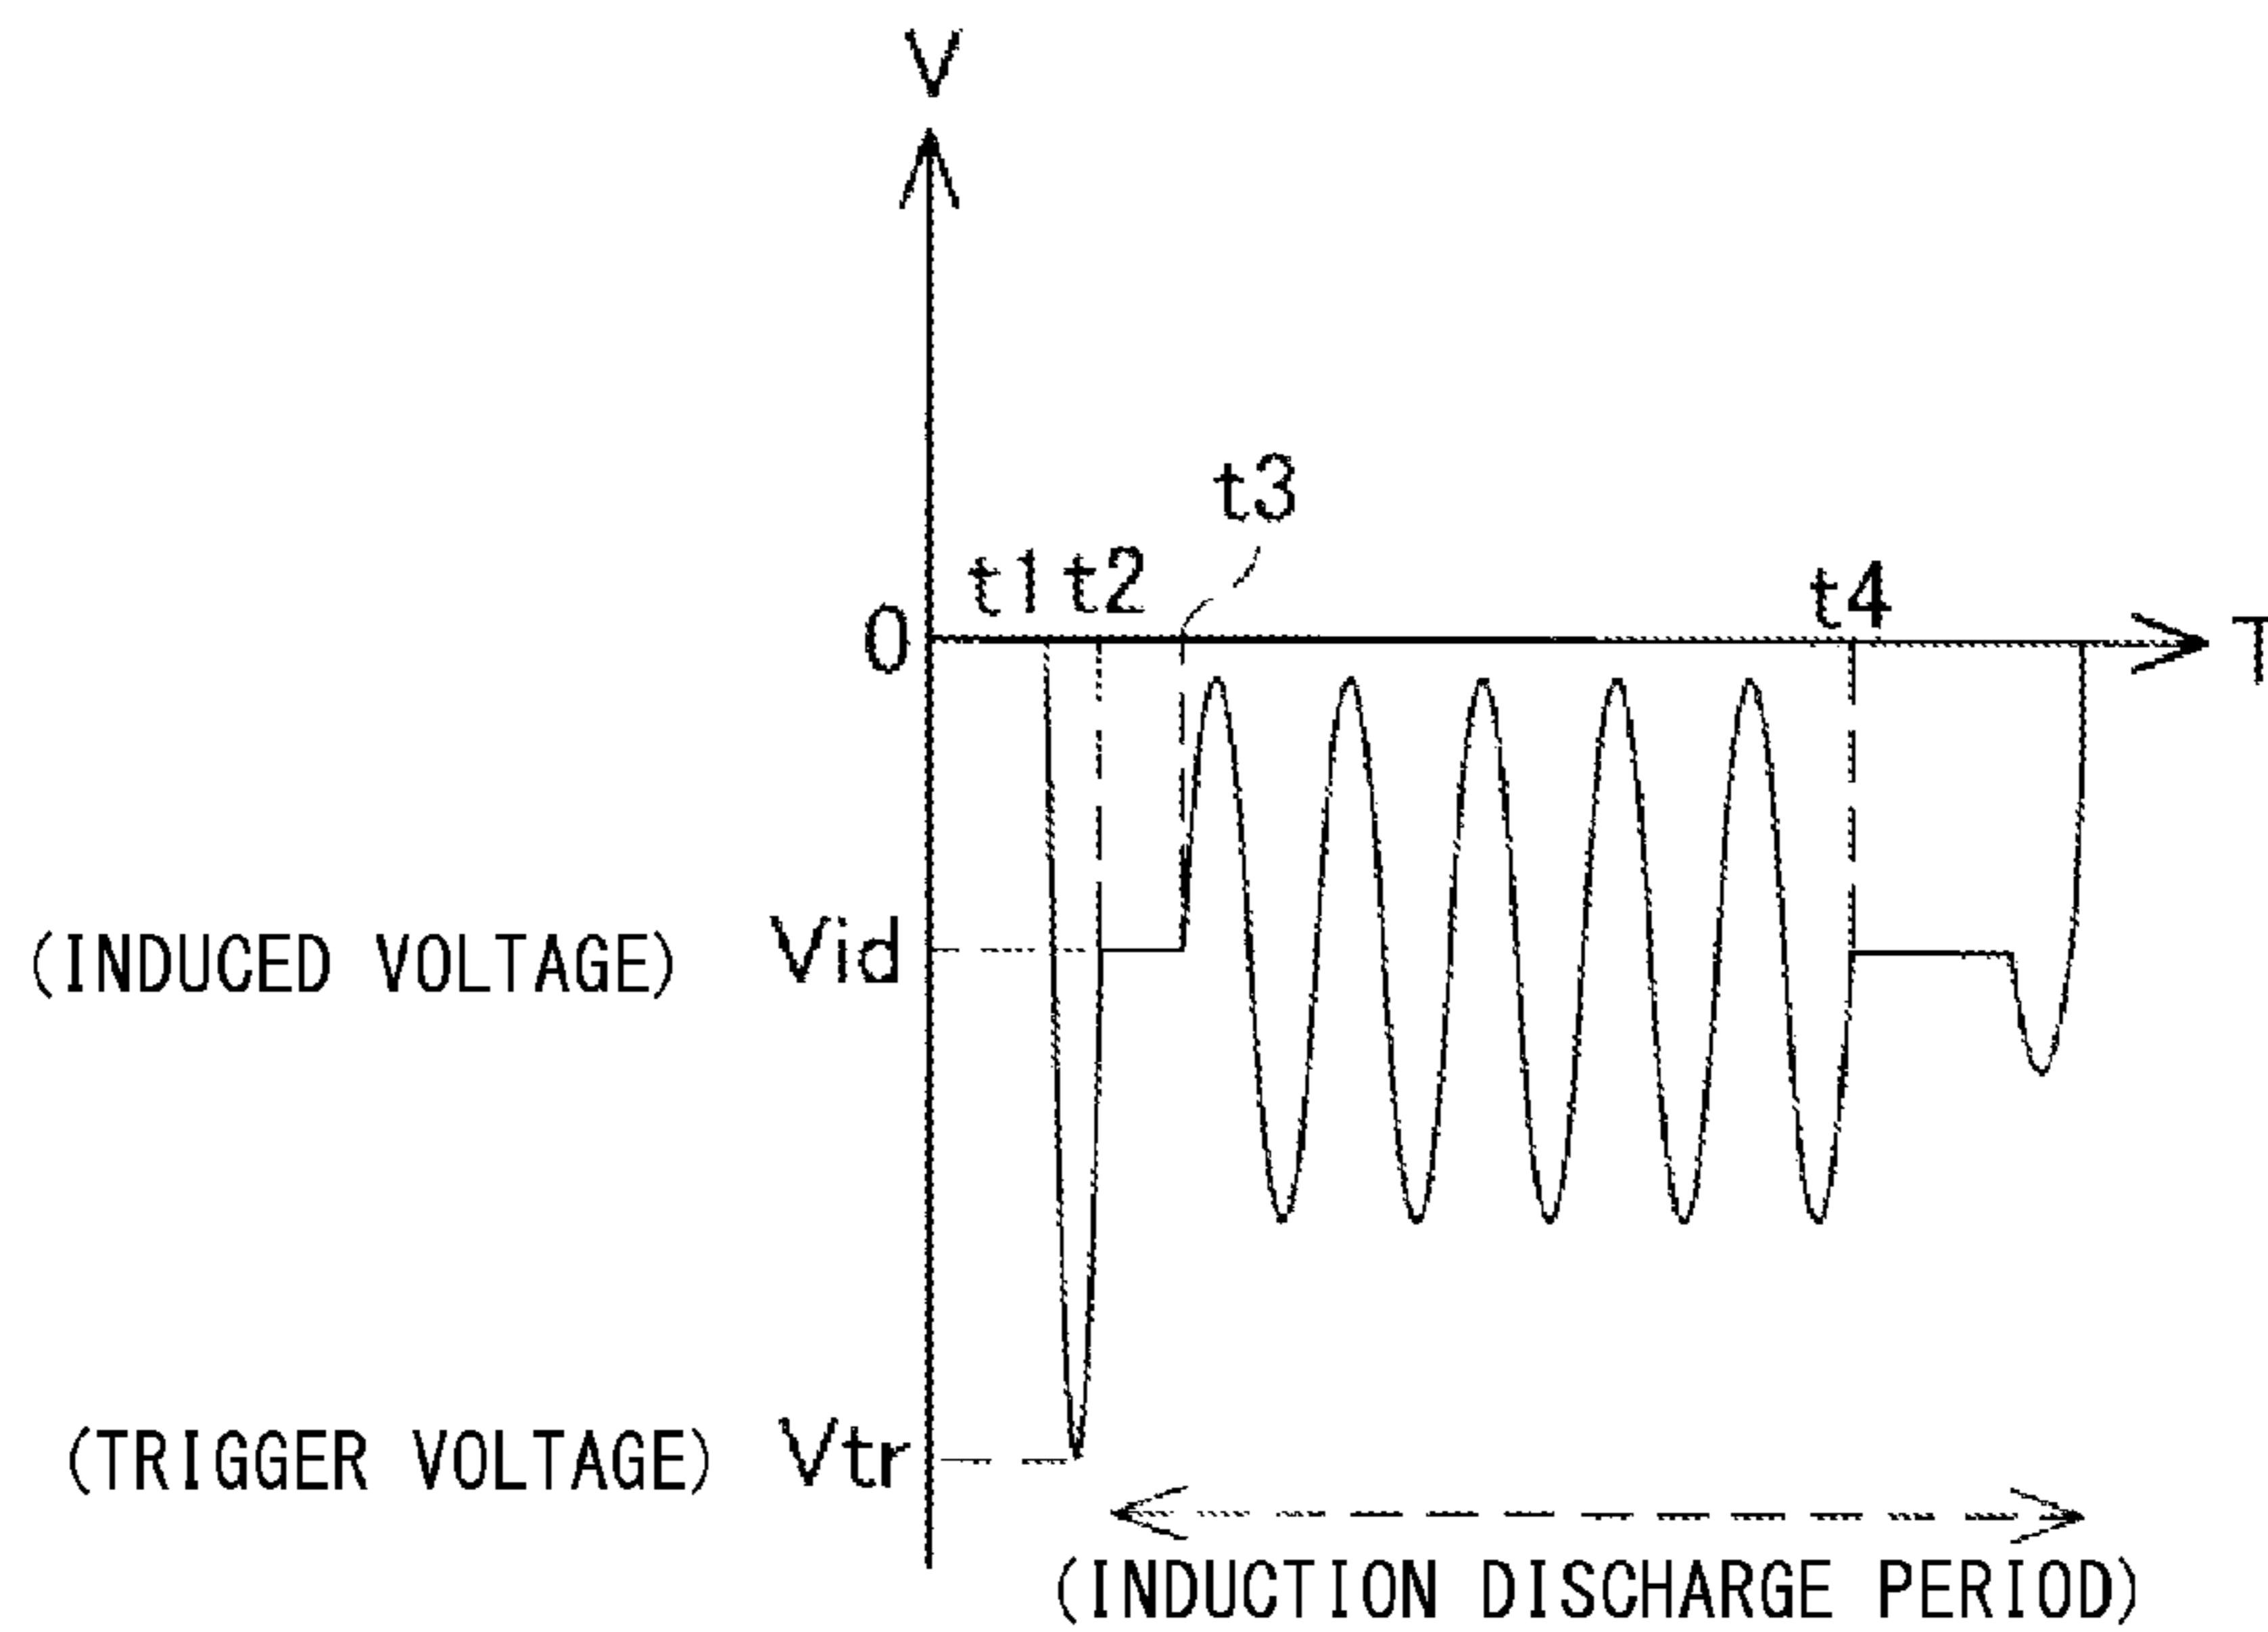 V
t3
t1 t2
t4
0
T
(INDUCED VOLTAGE) Vid
(TRIGGER VOLTAGE) Vtr
(INDUCTION DISCHARGE PERIOD)